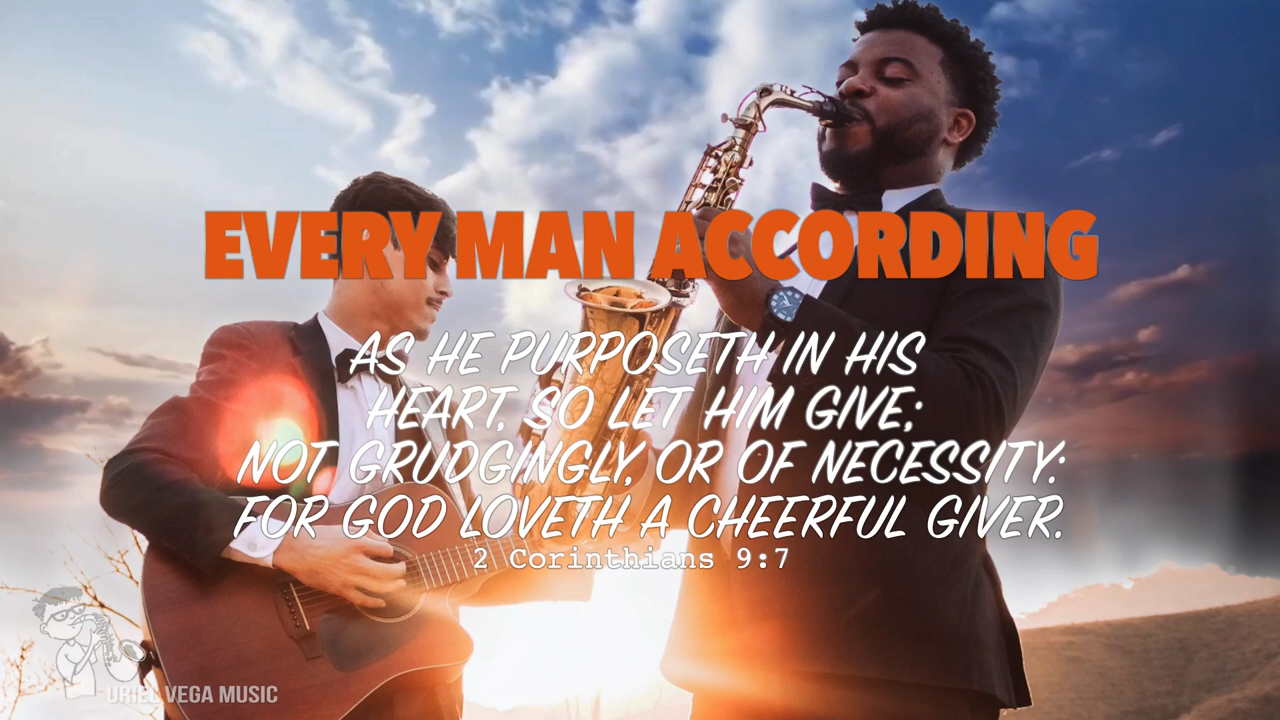 EVERY MAN ACCORDING
AS HE PURPOSETH IN HIS
HEART, SO LET HIM GIVE;
NOT GRUDGINGLY, OR OF NECESSITY:
FOR GOD LOVETH A CHEERFUL GIVER.
2 Corinthians 9:7
URIEL VEGA MUSIC